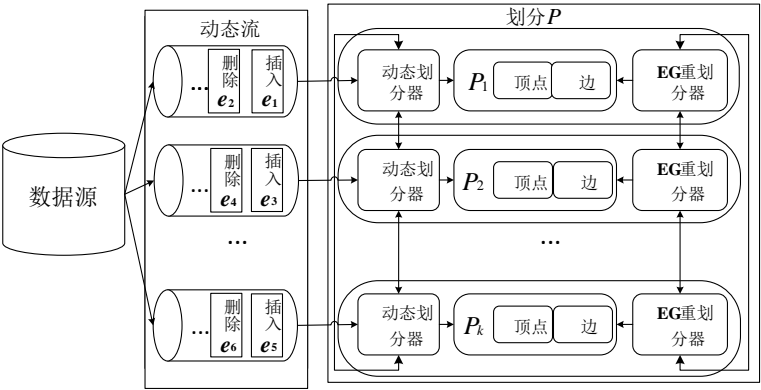 动态流
划分P
数据源
... 删除 e2 插入 e1
动态划分器
P1 顶点 边
EG重划分器
... 删除 e4 插入 e3
动态划分器
P2 顶点 边
EG重划分器
...
...
... 删除 e6 插入 e5
动态划分器
Pk 顶点 边
EG重划分器